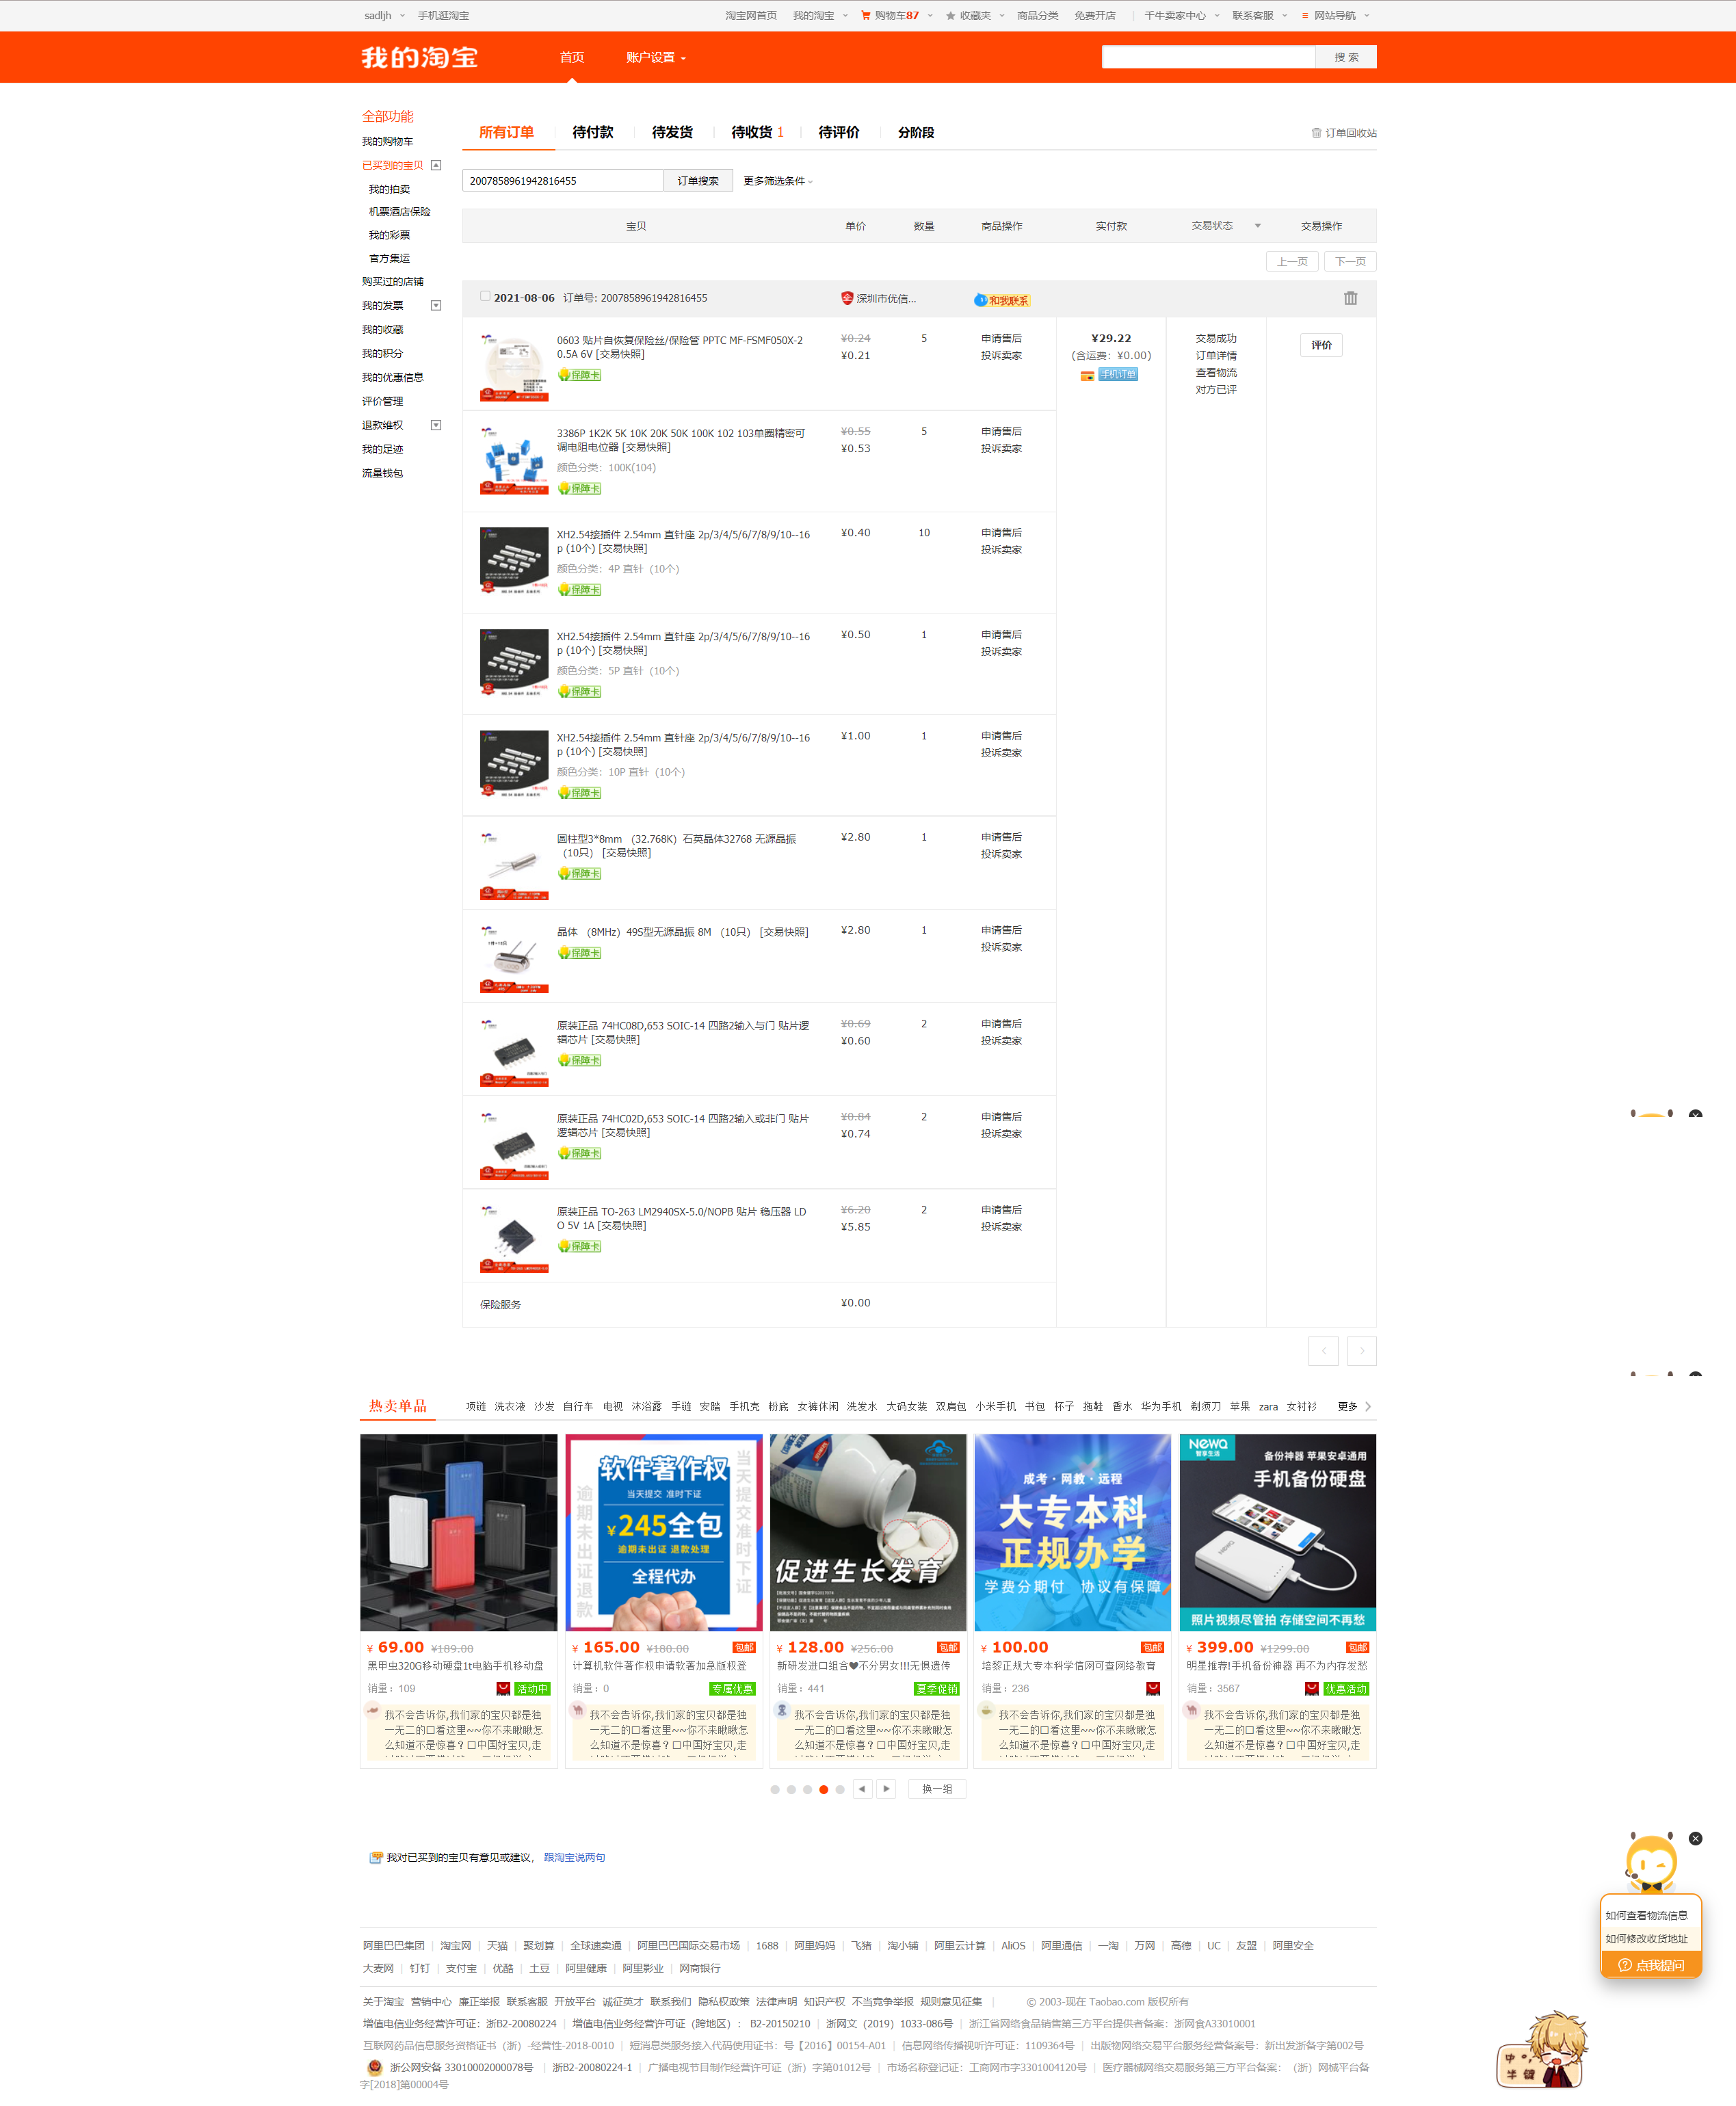 sadljh 手机逛淘宝 淘宝网首页 我的淘宝 购物车87 收藏夹 商品分类 免费开店 千牛卖家中心 联系客服 网站导航
我的淘宝 首页 账户设置 搜 索
全部功能
我的购物车
已买到的宝贝
我的拍卖
机票酒店保险
我的彩票
官方集运
购买过的店铺
我的发票
我的收藏
我的积分
我的优惠信息
评价管理
退款维权
我的足迹
流量钱包
所有订单 待付款 待发货 待收货 1 待评价 分阶段 订单回收站
2007858961942816455 订单搜索 更多筛选条件
宝贝 单价 数量 商品操作 实付款 交易状态 交易操作
上一页 下一页
2021-08-06 订单号: 2007858961942816455 深圳市优信... 和我联系
0603 贴片自恢复保险丝/保险管 PPTC MF-FSMF050X-2 ¥0.24 5 申请售后 ¥29.22 交易成功 评价
0.5A 6V [交易快照] ¥0.21 投诉卖家 (含运费：¥0.00) 订单详情
保障卡 手机订单 查看物流
对方已评
3386P 1K2K 5K 10K 20K 50K 100K 102 103单圈精密可 ¥0.55 5 申请售后
调电阻电位器 [交易快照] ¥0.53 投诉卖家
颜色分类：100K(104)
保障卡
XH2.54接插件 2.54mm 直针座 2p/3/4/5/6/7/8/9/10--16 ¥0.40 10 申请售后
p (10个) [交易快照] 投诉卖家
颜色分类：4P 直针（10个）
保障卡
XH2.54接插件 2.54mm 直针座 2p/3/4/5/6/7/8/9/10--16 ¥0.50 1 申请售后
p (10个) [交易快照] 投诉卖家
颜色分类：5P 直针（10个）
保障卡
XH2.54接插件 2.54mm 直针座 2p/3/4/5/6/7/8/9/10--16 ¥1.00 1 申请售后
p (10个) [交易快照] 投诉卖家
颜色分类：10P 直针（10个）
保障卡
圆柱型3*8mm （32.768K）石英晶体32768 无源晶振 ¥2.80 1 申请售后
（10只） [交易快照] 投诉卖家
保障卡
晶体 （8MHz）49S型无源晶振 8M （10只） [交易快照] ¥2.80 1 申请售后
保障卡 投诉卖家
原装正品 74HC08D,653 SOIC-14 四路2输入与门 贴片逻 ¥0.69 2 申请售后
辑芯片 [交易快照] ¥0.60 投诉卖家
保障卡
原装正品 74HC02D,653 SOIC-14 四路2输入或非门 贴片 ¥0.84 2 申请售后
逻辑芯片 [交易快照] ¥0.74 投诉卖家
保障卡
原装正品 TO-263 LM2940SX-5.0/NOPB 贴片 稳压器 LD ¥6.20 2 申请售后
O 5V 1A [交易快照] ¥5.85 投诉卖家
保障卡
保险服务 ¥0.00
热卖单品 项链 洗衣液 沙发 自行车 电视 沐浴露 手链 安踏 手机壳 粉底 女裤休闲 洗发水 大码女装 双肩包 小米手机 书包 杯子 拖鞋 香水 华为手机 剃须刀 苹果 zara 女衬衫 更多
软件著作权
当天提交 准时下证
¥245全包
逾期未出证 退款处理
全程代办
逾期未出证退款
当天提交准时下证
促进生长发育
成考·网教·远程
大专本科
正规办学
学费分期付 协议有保障
NEWQ
智享生活
备份神器 苹果安卓通用
手机备份硬盘
照片视频尽管拍 存储空间不再愁
¥ 69.00 ¥189.00
黑甲虫320G移动硬盘1t电脑手机移动盘
销量：109 活动中
我不会告诉你,我们家的宝贝都是独
一无二的口看这里~~你不来瞅瞅怎
么知道不是惊喜？口中国好宝贝,走
¥ 165.00 ¥180.00 包邮
计算机软件著作权申请软著加急版权登
销量：0 专属优惠
我不会告诉你,我们家的宝贝都是独
一无二的口看这里~~你不来瞅瞅怎
么知道不是惊喜？口中国好宝贝,走
¥ 128.00 ¥256.00 包邮
新研发进口组合❤不分男女!!!无惧遗传
销量：441 夏季促销
我不会告诉你,我们家的宝贝都是独
一无二的口看这里~~你不来瞅瞅怎
么知道不是惊喜？口中国好宝贝,走
¥ 100.00 包邮
培黎正规大专本科学信网可查网络教育
销量：236
我不会告诉你,我们家的宝贝都是独
一无二的口看这里~~你不来瞅瞅怎
么知道不是惊喜？口中国好宝贝,走
¥ 399.00 ¥1299.00 包邮
明星推荐!手机备份神器 再不为内存发愁
销量：3567 优惠活动
我不会告诉你,我们家的宝贝都是独
一无二的口看这里~~你不来瞅瞅怎
么知道不是惊喜？口中国好宝贝,走
换一组
我对已买到的宝贝有意见或建议， 跟淘宝说两句
如何查看物流信息
如何修改收货地址
点我提问
阿里巴巴集团 | 淘宝网 | 天猫 | 聚划算 | 全球速卖通 | 阿里巴巴国际交易市场 | 1688 | 阿里妈妈 | 飞猪 | 淘小铺 | 阿里云计算 | AliOS | 阿里通信 | 一淘 | 万网 | 高德 | UC | 友盟 | 阿里安全
大麦网 | 钉钉 | 支付宝 | 优酷 | 土豆 | 阿里健康 | 阿里影业 | 网商银行
关于淘宝 营销中心 廉正举报 联系客服 开放平台 诚征英才 联系我们 隐私权政策 法律声明 知识产权 不当竞争举报 规则意见征集 | © 2003-现在 Taobao.com 版权所有
增值电信业务经营许可证：浙B2-20080224 | 增值电信业务经营许可证（跨地区）： B2-20150210 | 浙网文（2019）1033-086号 | 浙江省网络食品销售第三方平台提供者备案：浙网食A33010001
互联网药品信息服务资格证书（浙）-经营性-2018-0010 | 短消息类服务接入代码使用证书：号【2016】00154-A01 | 信息网络传播视听许可证：1109364号 | 出版物网络交易平台服务经营备案号：新出发浙备字第002号
浙公网安备 33010002000078号 | 浙B2-20080224-1 | 广播电视节目制作经营许可证（浙）字第01012号 | 市场名称登记证：工商网市字3301004120号 | 医疗器械网络交易服务第三方平台备案：（浙）网械平台备
字[2018]第00004号
中 半 键